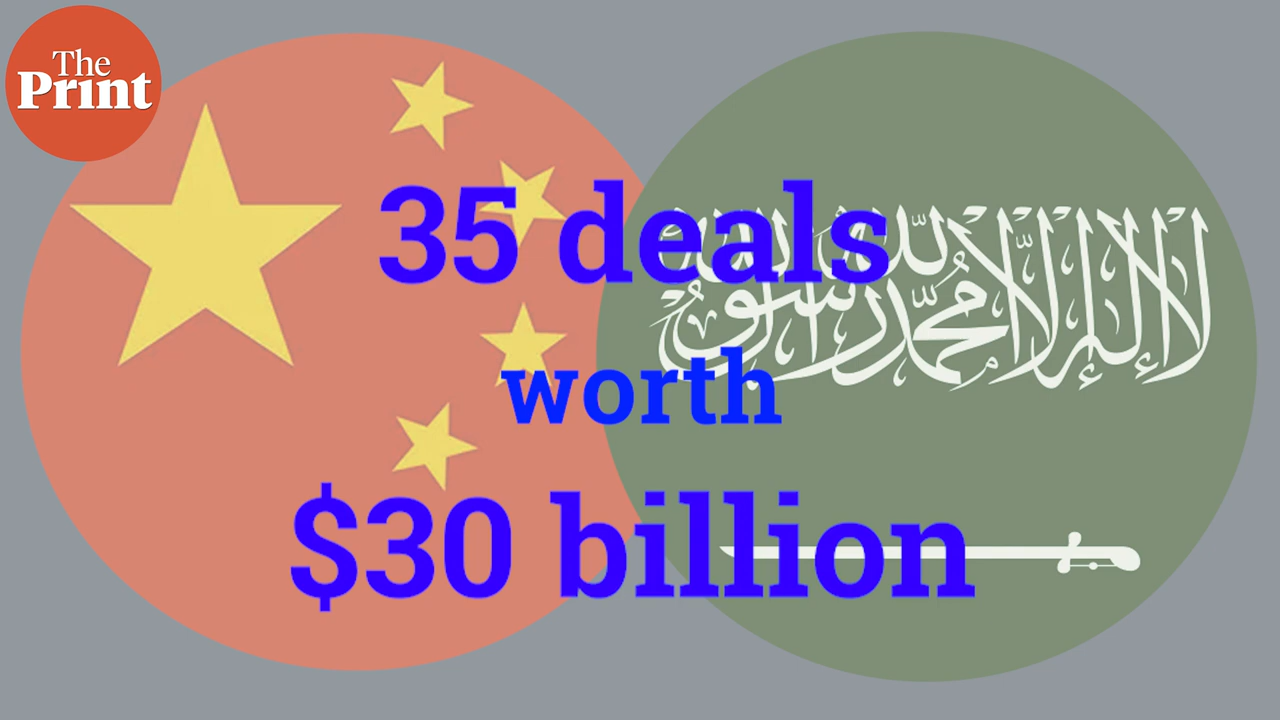 The
Print
35 deals
worth
$30 billion
لا إله إلا الله محمد رسول الله